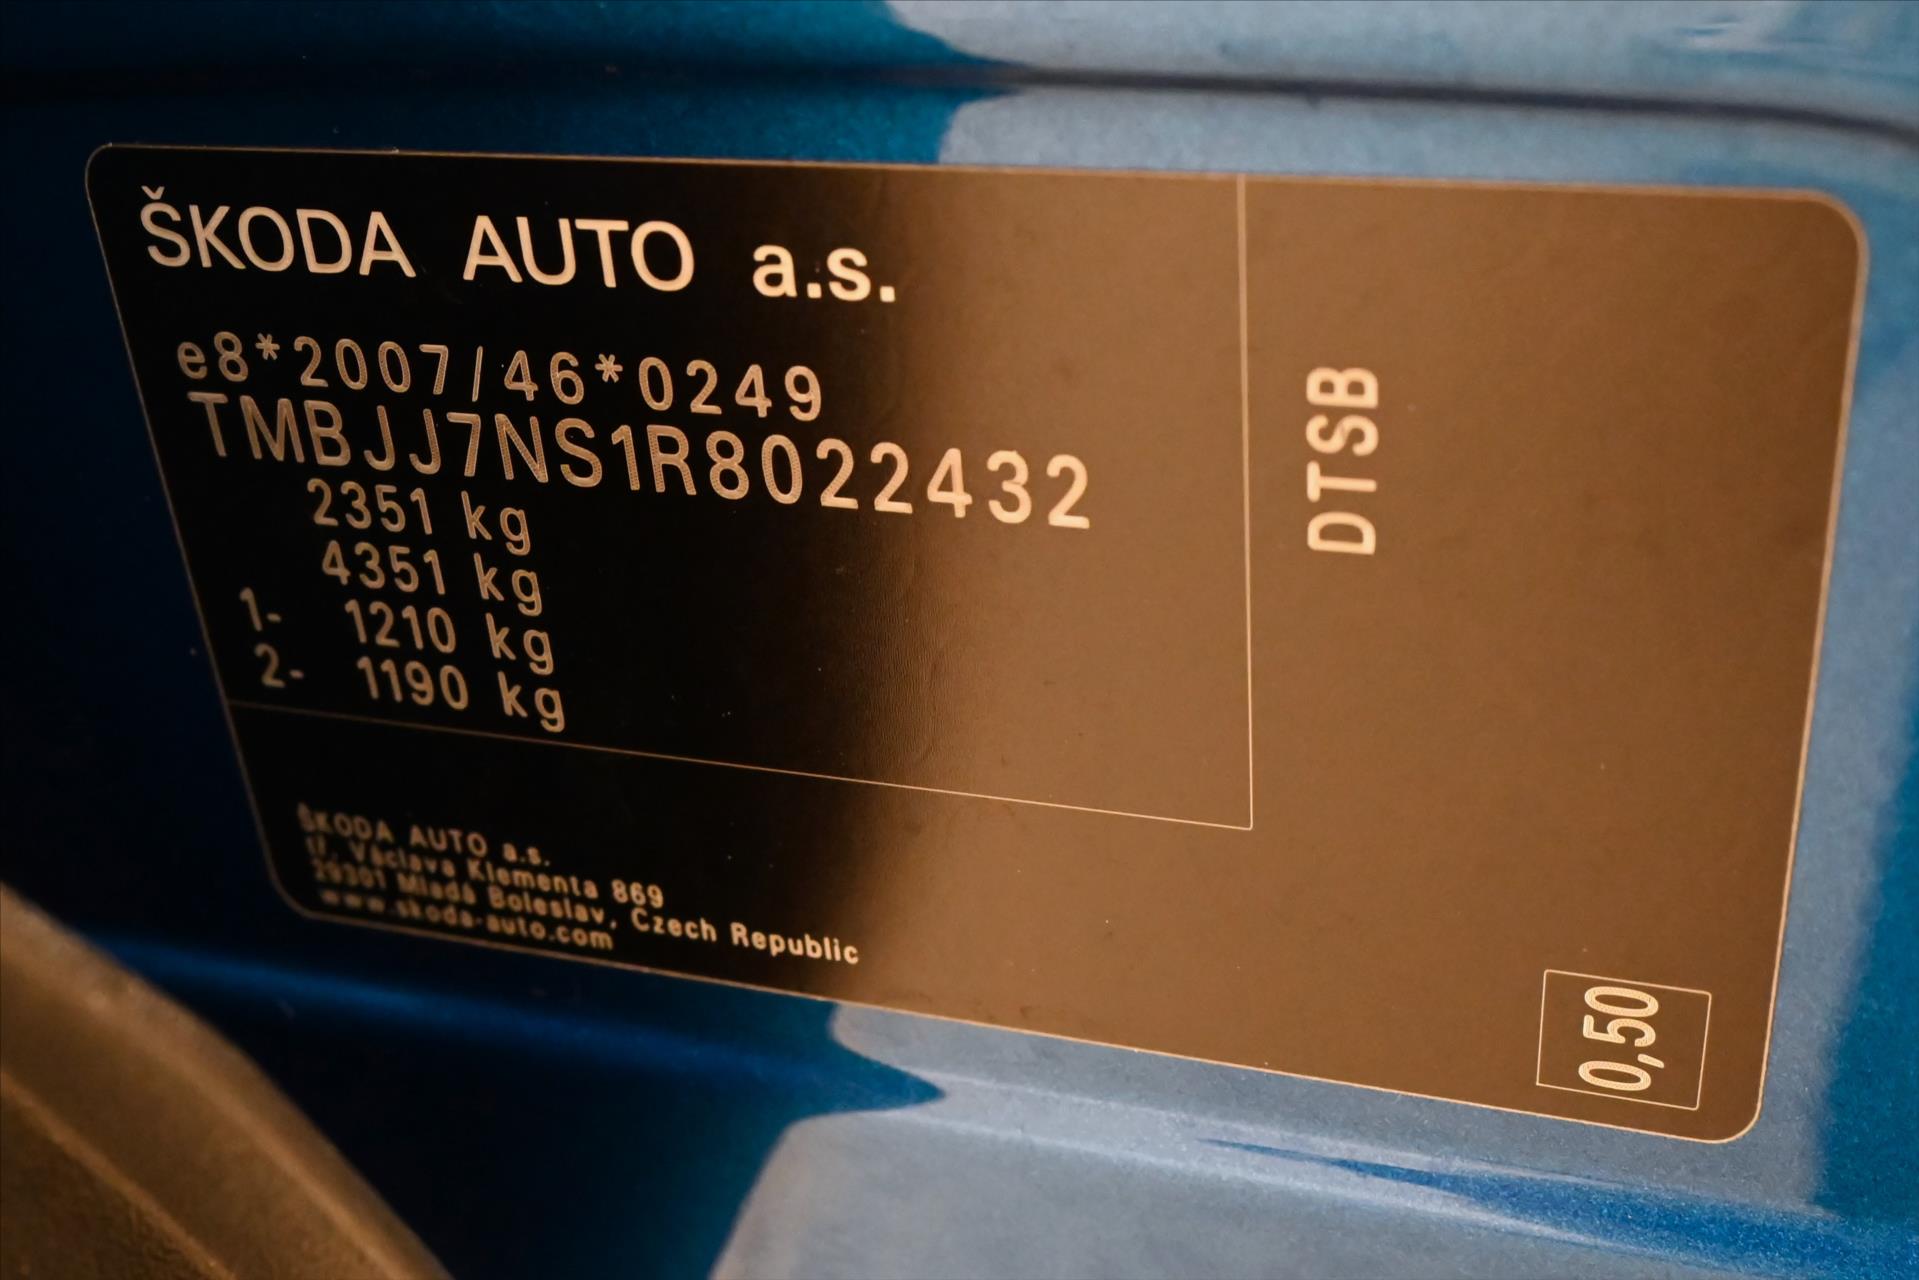 ŠKODA AUTO a.s.
e8*2007/46*0249
TMBJJ7NS1R8022432
2351 kg
4351 kg
1- 1210 kg
2- 1190 kg
ŠKODA AUTO a.s.
tř. Václava Klementa 869
29301 Mladá Boleslav, Czech Republic
www.skoda-auto.com
DTSB
0,50